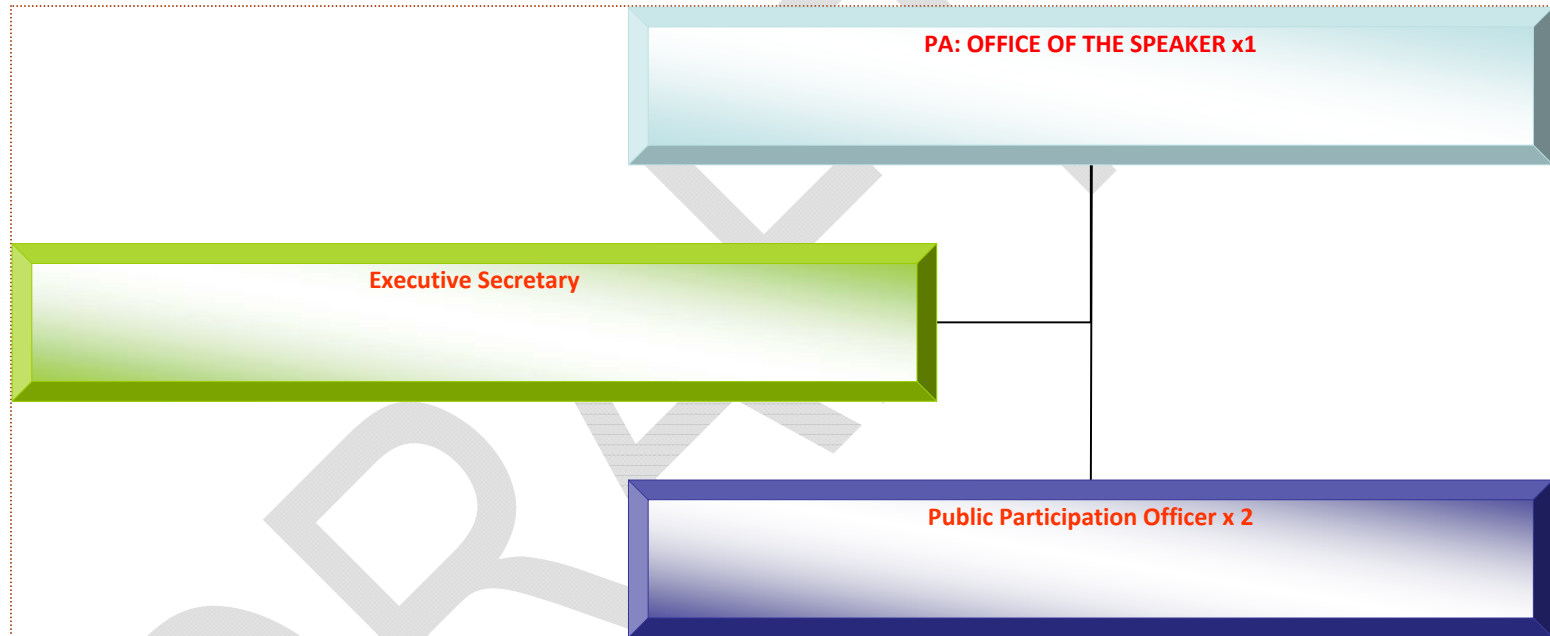 PA: OFFICE OF THE SPEAKER x1
Executive Secretary
Public Participation Officer x 2